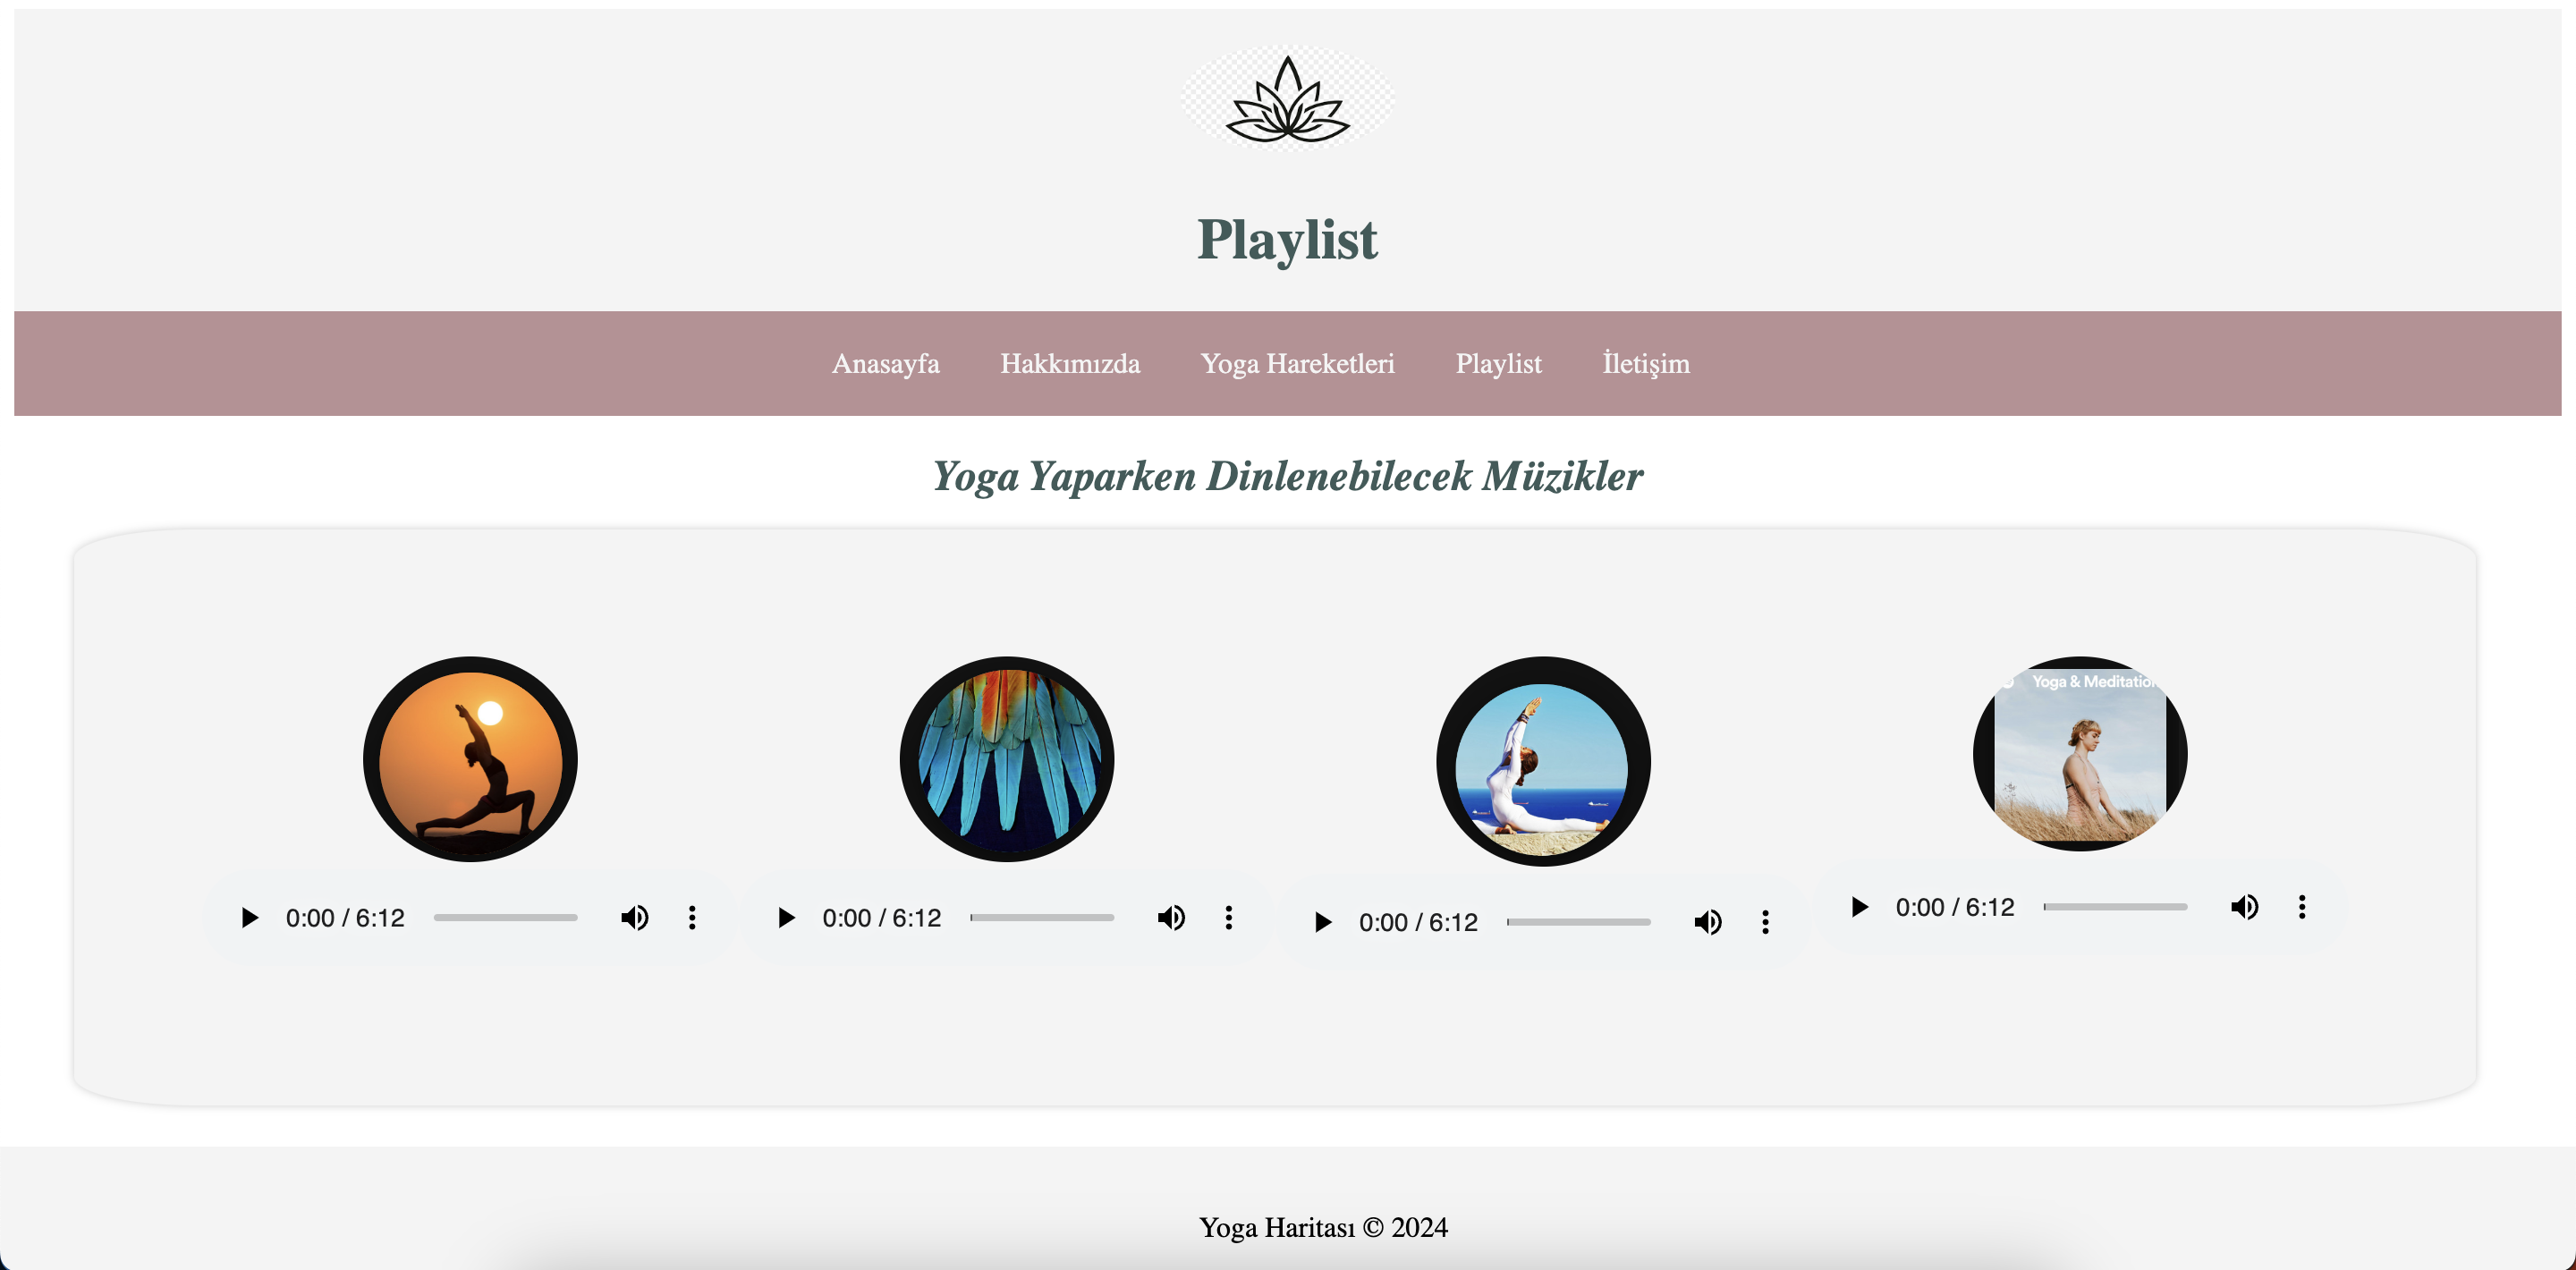 Playlist
Anasayfa Hakkımızda Yoga Hareketleri Playlist İletişim
Yoga Yaparken Dinlenebilecek Müzikler
Yoga & Meditation
0:00 / 6:12 0:00 / 6:12 0:00 / 6:12 0:00 / 6:12
Yoga Haritası © 2024